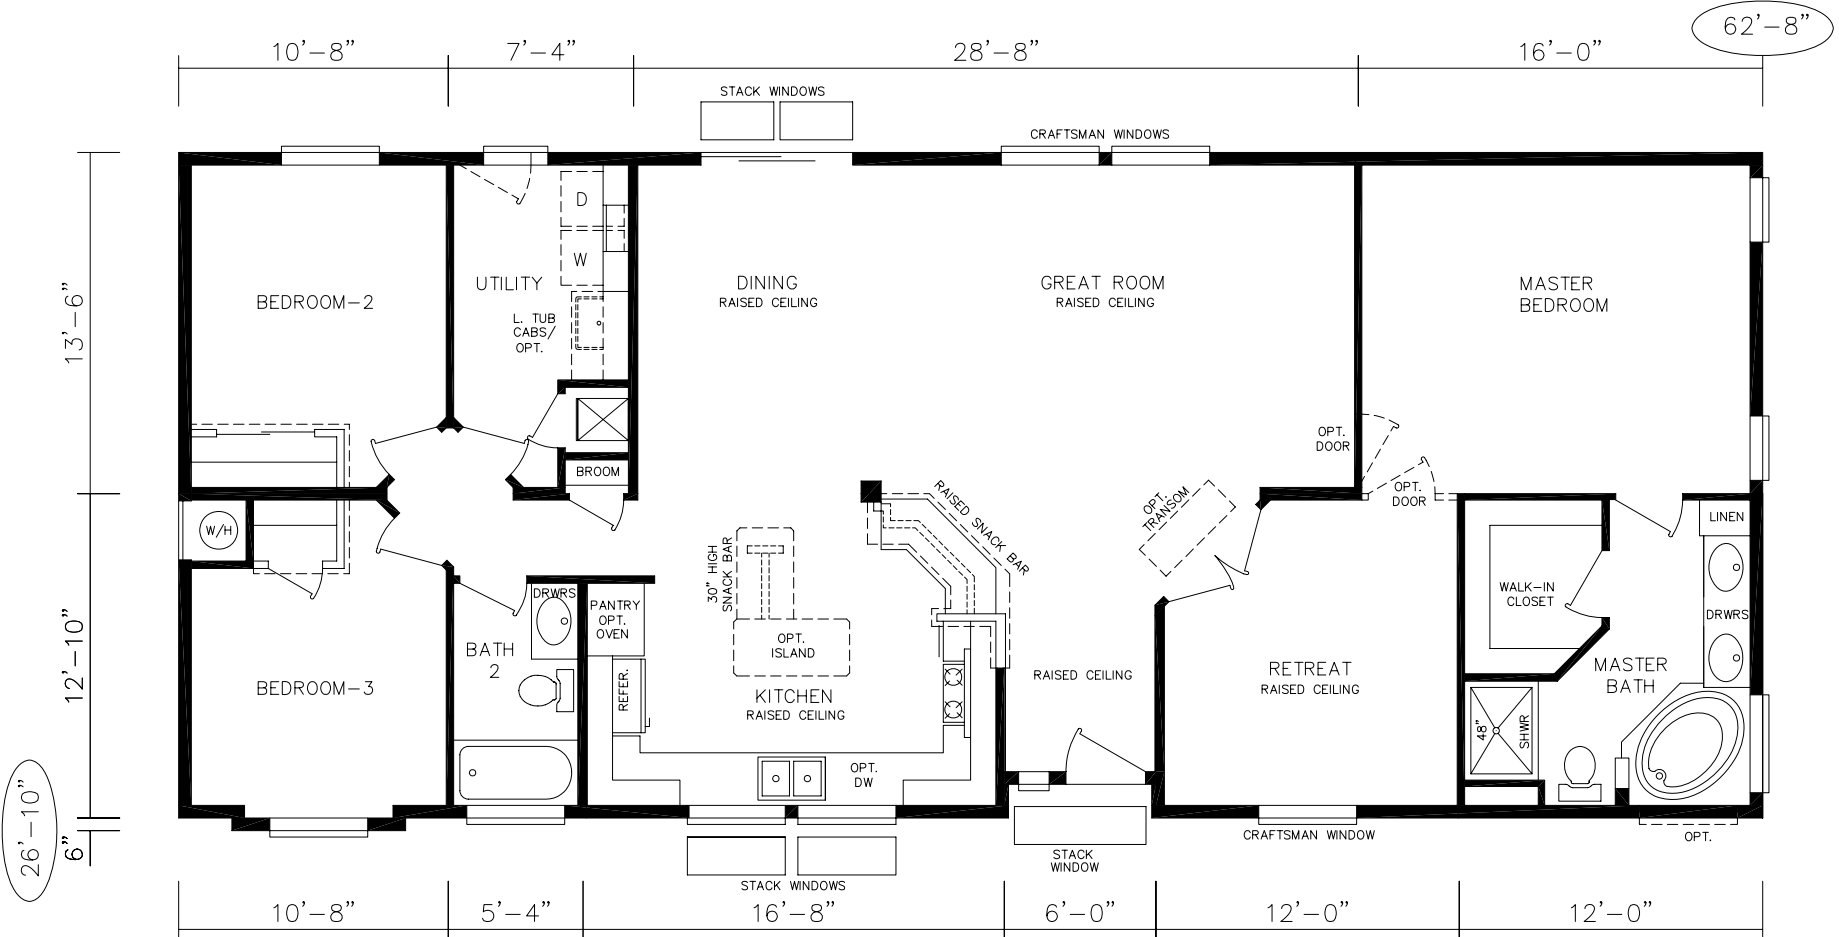 62'-8"
10'-8"
7'-4"
28'-8"
16'-0"
STACK WINDOWS
CRAFTSMAN WINDOWS
13'-6"
12'-10"
6"
26'-10"
BEDROOM-2
UTILITY
D
W
L. TUB
CABS/
OPT.
DINING
RAISED CEILING
GREAT ROOM
RAISED CEILING
MASTER
BEDROOM
OPT.
DOOR
OPT.
DOOR
BROOM
W/H
RAISED SNACK BAR
OPT.
TRANSOM
LINEN
30" HIGH
SNACK BAR
WALK-IN
CLOSET
DRWRS
DRWRS
PANTRY
OPT.
OVEN
OPT.
ISLAND
BATH
2
BEDROOM-3
REFER.
KITCHEN
RAISED CEILING
RAISED CEILING
RETREAT
RAISED CEILING
MASTER
BATH
48"
SHWR
OPT.
DW
CRAFTSMAN WINDOW
OPT.
STACK
WINDOW
STACK WINDOWS
10'-8"
5'-4"
16'-8"
6'-0"
12'-0"
12'-0"